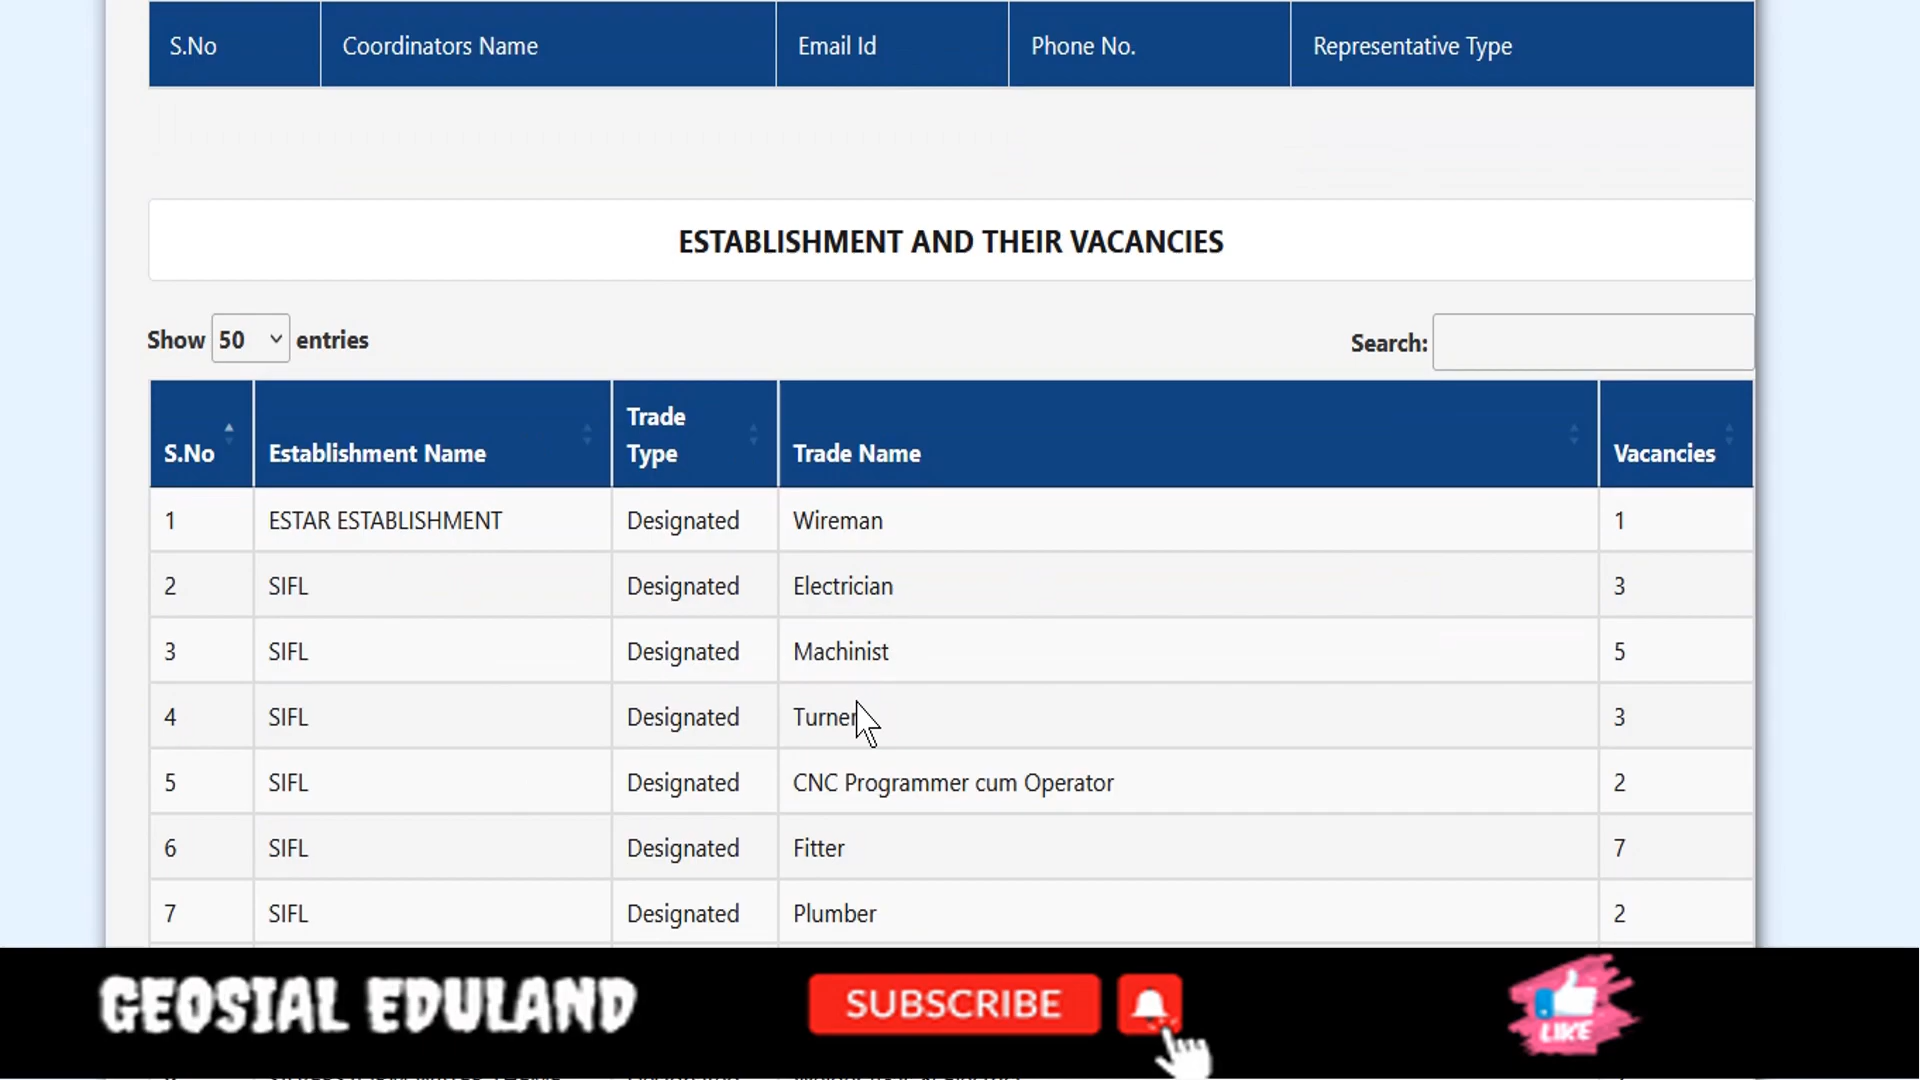 S.No Coordinators Name Email Id Phone No. Representative Type
ESTABLISHMENT AND THEIR VACANCIES
Show 50 entries Search:
S.No Establishment Name Trade Type Trade Name Vacancies
1 ESTAR ESTABLISHMENT Designated Wireman 1
2 SIFL Designated Electrician 3
3 SIFL Designated Machinist 5
4 SIFL Designated Turner 3
5 SIFL Designated CNC Programmer cum Operator 2
6 SIFL Designated Fitter 7
7 SIFL Designated Plumber 2
GEOSIAL EDULAND SUBSCRIBE LIKE